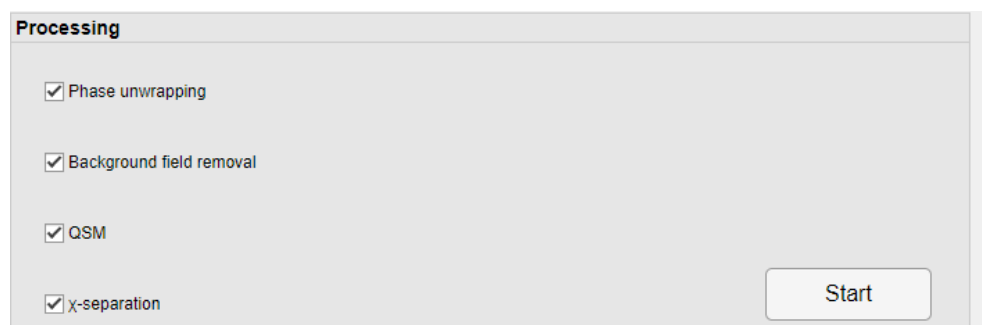 Processing
Phase unwrapping
Background field removal
QSM
χ-separation
Start